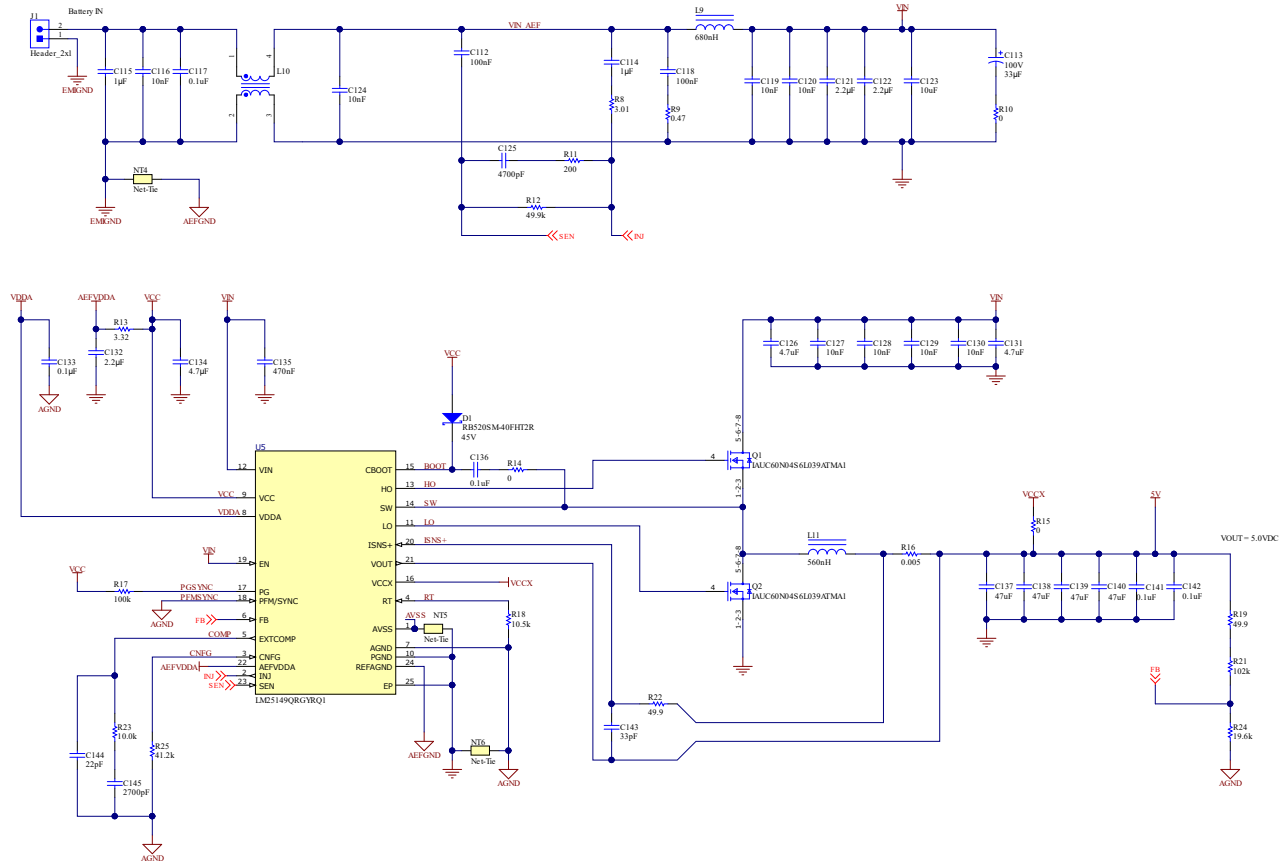 J1
Battery IN
2
1
Header_2x1
EMIGND
C115
1µF
C116
10nF
C117
0.1uF
1
4
L10
2
3
C124
10nF
VIN_AEF
C112
100nF
C114
1µF
R8
3.01
C118
100nF
R9
0.47
L9
680nH
VIN
C119
10nF
C120
10nF
C121
2.2µF
C122
2.2µF
C123
10uF
C113
100V
33µF
R10
0
NT4
Net-Tie
EMIGND
AEFGND
C125
4700pF
R11
200
R12
49.9k
SEN
INJ
VDDA
AEFVDDA
VCC
VIN
R13
3.32
C133
0.1µF
C132
2.2µF
C134
4.7µF
C135
470nF
AGND
VCC
D1
RB520SM-40FHT2R
45V
VIN
C126
4.7uF
C127
10nF
C128
10nF
C129
10nF
C130
10nF
C131
4.7uF
U5
12 VIN
VCC 9 VCC
VDDA 8 VDDA
VIN
19 EN
VCC
R17
100k
PGSYNC 17 PG
PFMSYNC 18 PFM/SYNC
AGND
FB 6 FB
COMP 5 EXTCOMP
CNFG 3 CNFG
AEFVDDA 22 AEFVDDA
INJ 2 INJ
SEN 23 SEN
LM25149QRGYRQ1
CBOOT 15 BOOT
C136
0.1uF
R14
0
HO 13 HO
SW 14 SW
LO 11 LO
ISNS+ 20 ISNS+
VOUT 21
VCCX 16 VCCX
RT 4 RT
AVSS 1 AVSS
NT5
Net-Tie
AGND 7
PGND 10
REFAGND 24
EP 25
R18
10.5k
5-6-7-8
4
Q1
IAUC60N04S6L039ATMA1
1-2-3
5-6-7-8
4
Q2
IAUC60N04S6L039ATMA1
1-2-3
L11
560nH
R16
0.005
VCCX
R15
0
5V
VOUT = 5.0VDC
C137
47uF
C138
47uF
C139
47uF
C140
47uF
C141
0.1uF
C142
0.1uF
R19
49.9
R21
102k
FB
R24
19.6k
AGND
R22
49.9
C143
33pF
R23
10.0k
R25
41.2k
C144
22pF
C145
2700pF
AGND
AEFGND
NT6
Net-Tie
AGND